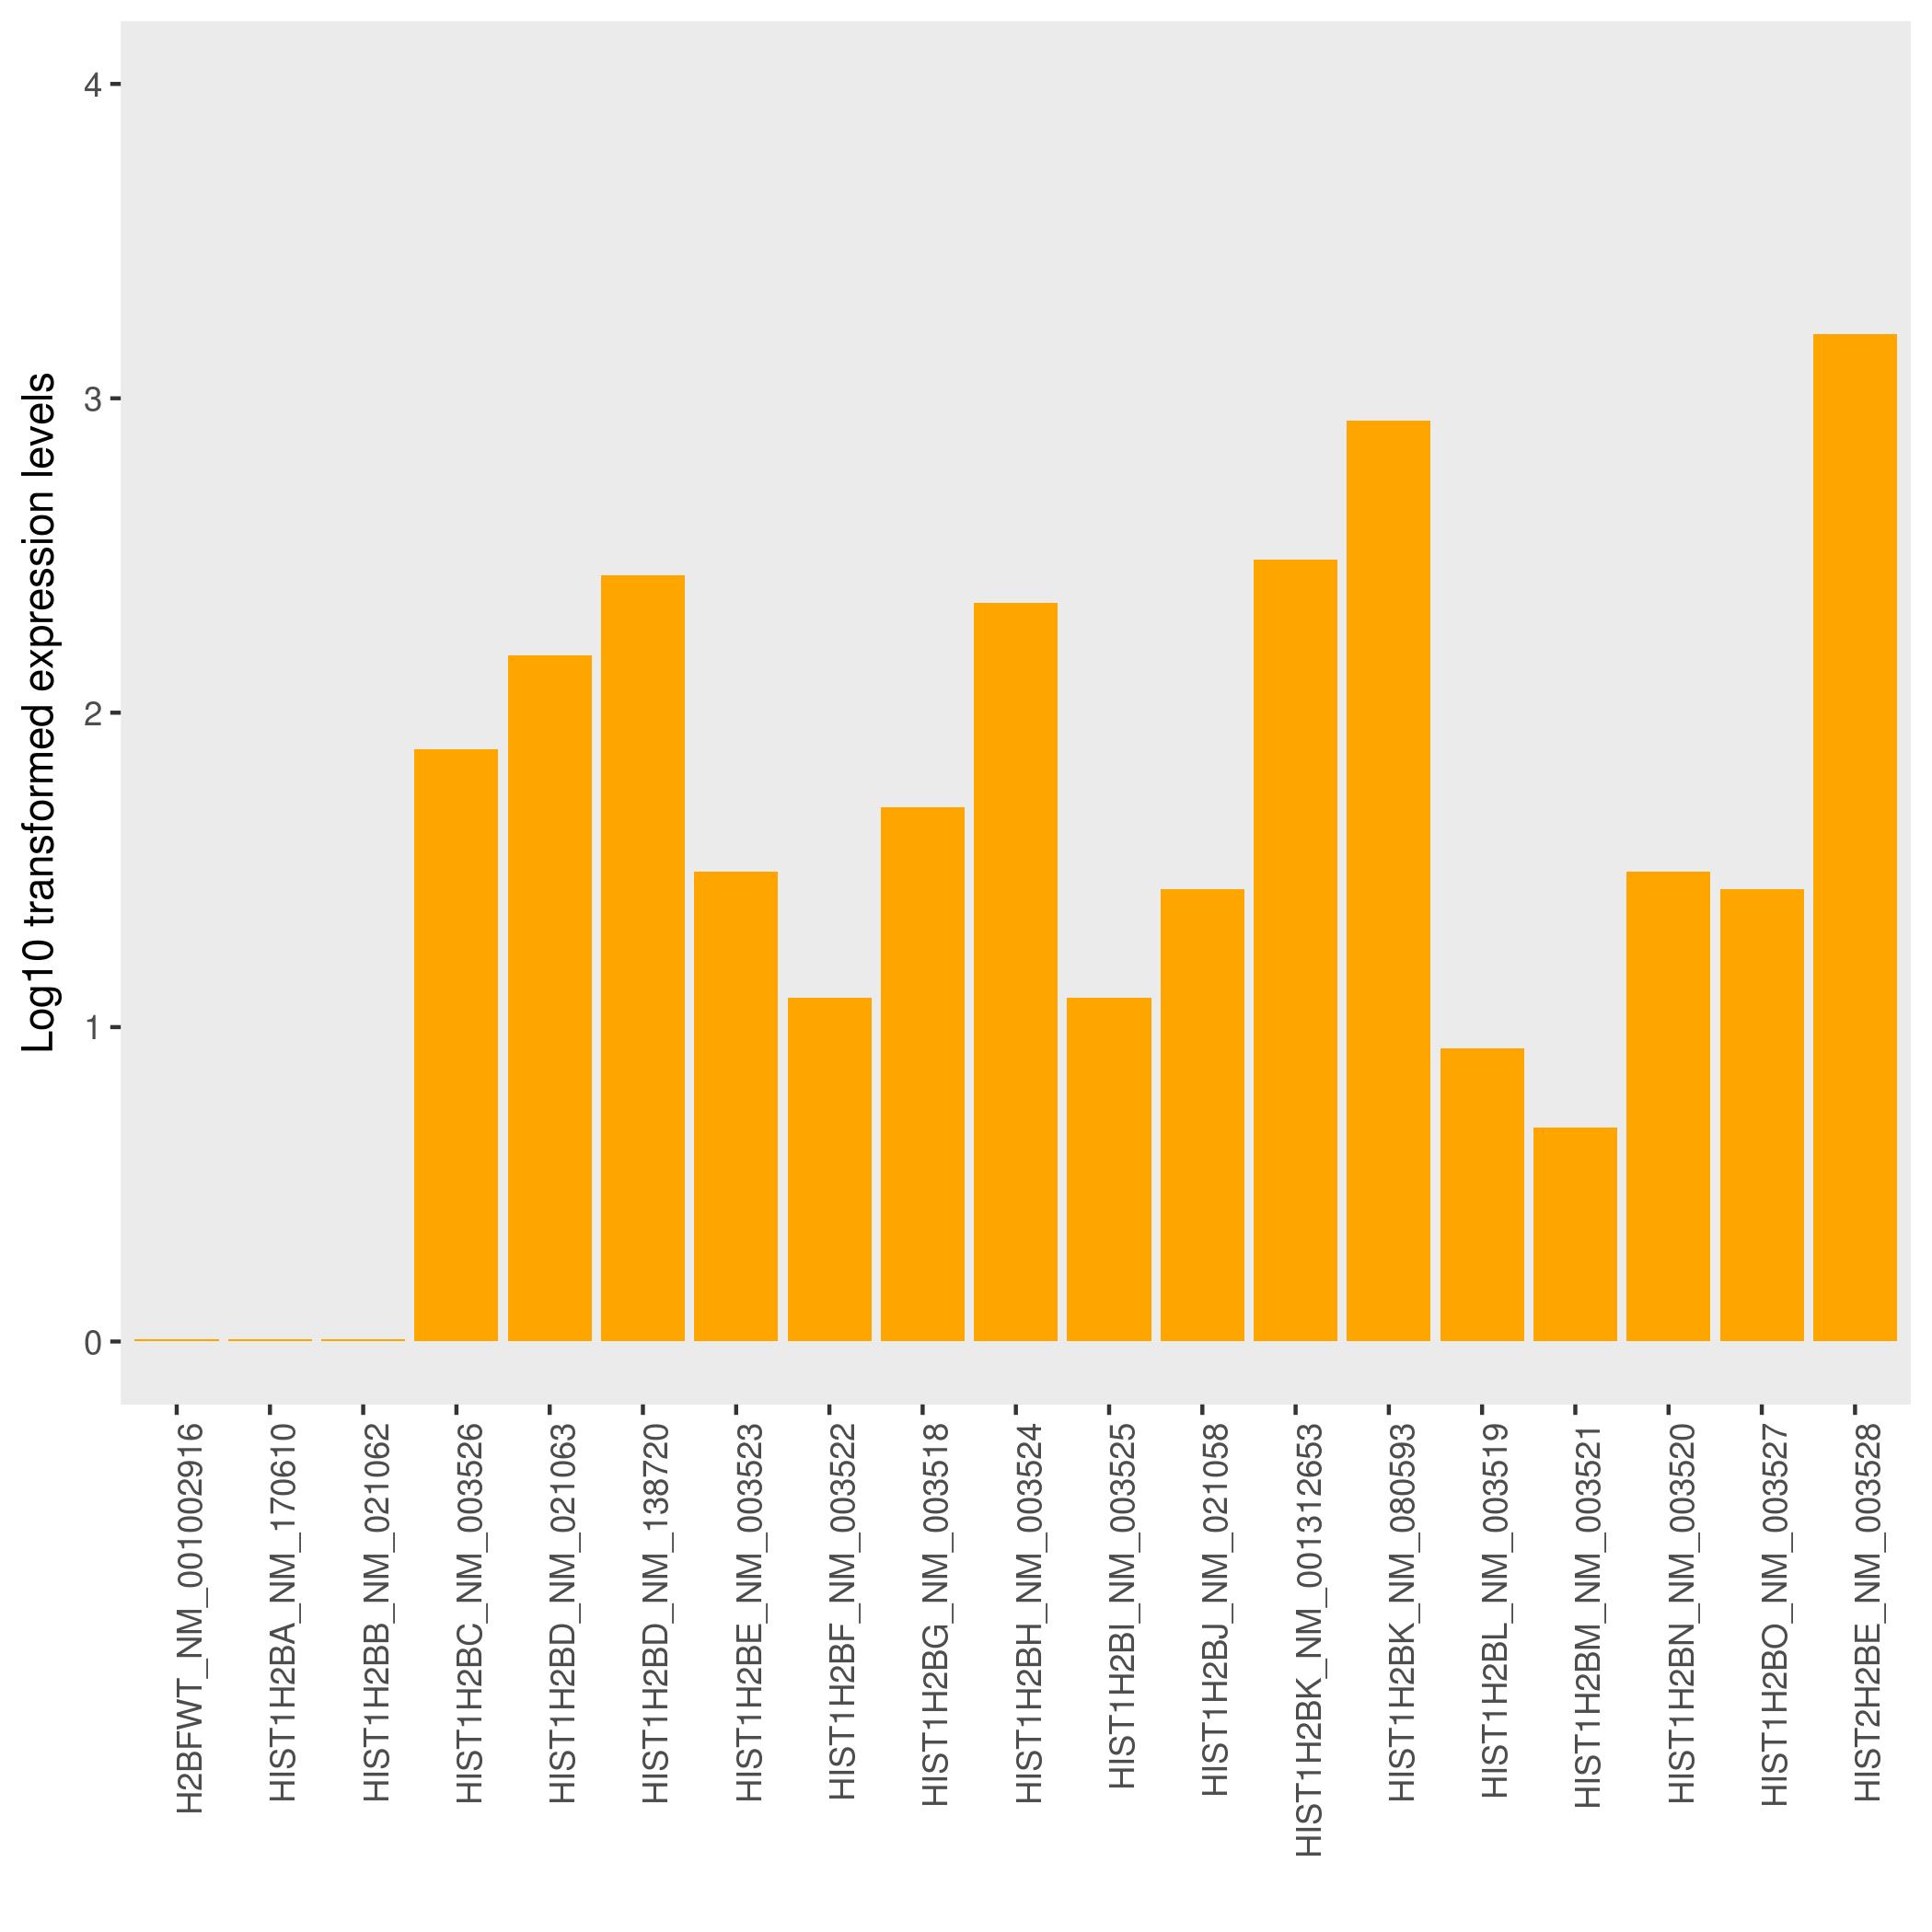 Log10 transformed expression levels
4
3
2
1
0
H2BFWT_NM_001002916
HIST1H2BA_NM_170610
HIST1H2BB_NM_021062
HIST1H2BC_NM_003526
HIST1H2BD_NM_021063
HIST1H2BD_NM_138720
HIST1H2BE_NM_003523
HIST1H2BF_NM_003522
HIST1H2BG_NM_003518
HIST1H2BH_NM_003524
HIST1H2BI_NM_003525
HIST1H2BJ_NM_021058
HIST1H2BK_NM_001312653
HIST1H2BK_NM_080593
HIST1H2BL_NM_003519
HIST1H2BM_NM_003521
HIST1H2BN_NM_003520
HIST1H2BO_NM_003527
HIST2H2BE_NM_003528